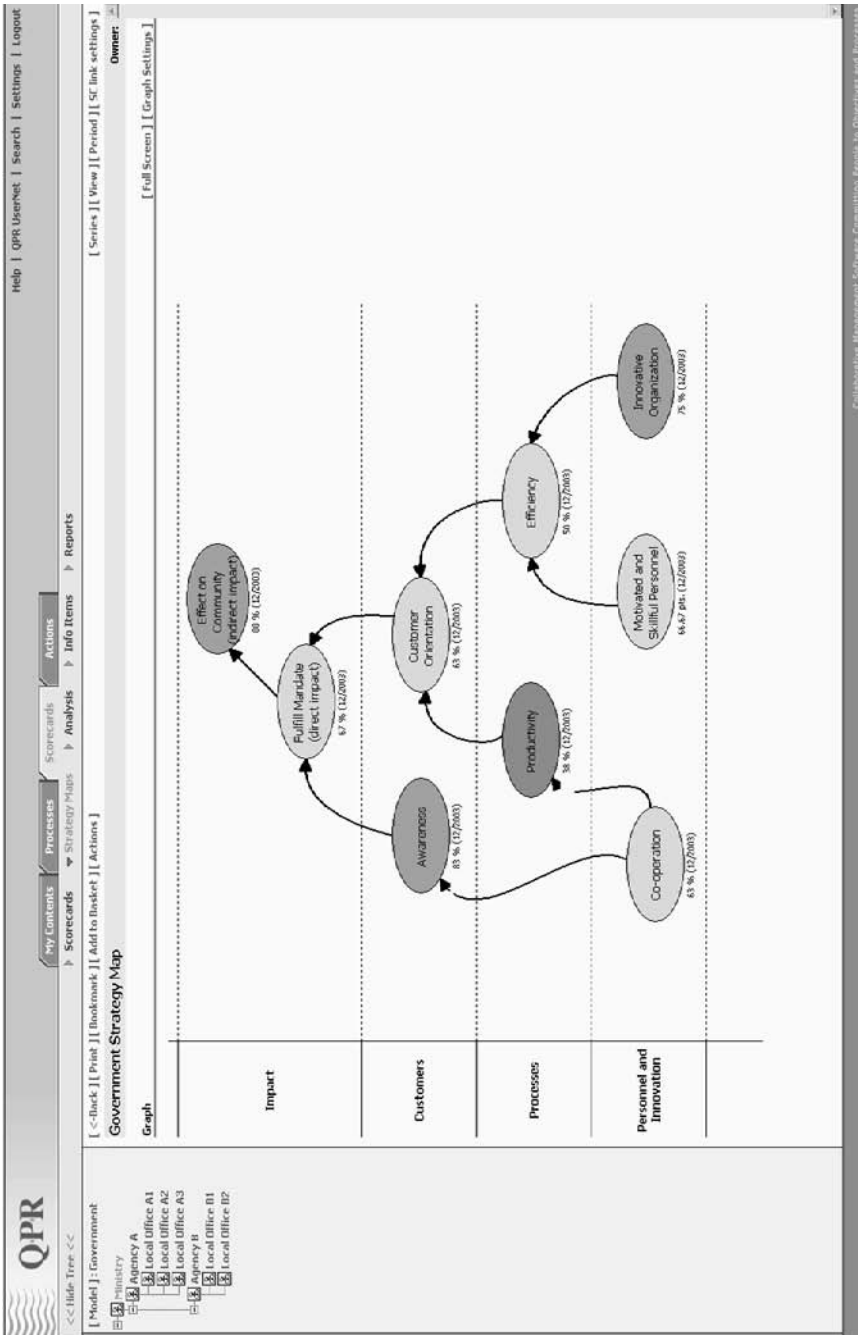 Help | QPR UserNet | Search | Settings | Logout
QPR
My Contents Processes Scorecards Actions
<< Hide Tree <<
Scorecards Strategy Maps Analysis Info Items Reports
[ Model ] : Government
Ministry
Agency A
Local Office A1
Local Office A2
Local Office A3
Agency B
Local Office B1
Local Office B2
[ <-Back ] [ Print ] [ Bookmark ] [ Add to Basket ] [ Actions ]
[ Series ] [ View ] [ Period ] [ SC link settings ]
Government Strategy Map
Owner:
Graph
[ Full Screen ] [ Graph Settings ]
Impact
Effect on
Community
(indirect impact)
80 % (12/2003)
Fulfill Mandate
(direct impact)
67 % (12/2003)
Customers
Awareness
83 % (12/2003)
Customer
Orientation
63 % (12/2003)
Processes
Productivity
38 % (12/2003)
Efficiency
50 % (12/2003)
Personnel and
Innovation
Co-operation
63 % (12/2003)
Motivated and
Skillful Personnel
66.67 pts. (12/2003)
Innovative
Organization
75 % (12/2003)